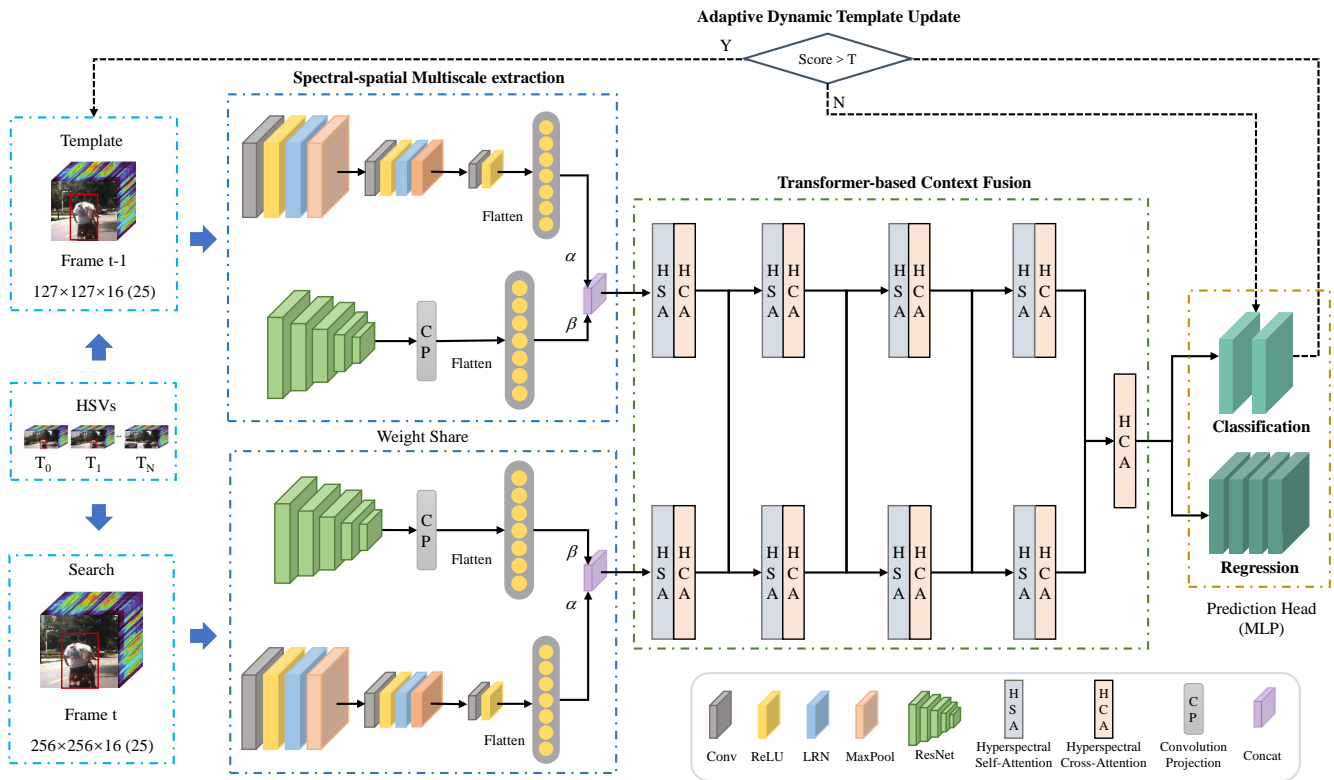 Adaptive Dynamic Template Update
Y
Score > T
N
Spectral-spatial Multiscale extraction
Template
Frame t-1
127×127×16 (25)
Flatten
α
C
P
Flatten
β
HSVs
...
T0
T1
TN
Weight Share
Search
Frame t
256×256×16 (25)
C
P
Flatten
β
α
Flatten
Transformer-based Context Fusion
H
S
A
H
C
A
H
S
A
H
C
A
H
S
A
H
C
A
H
S
A
H
C
A
H
S
A
H
C
A
H
S
A
H
C
A
H
S
A
H
C
A
H
S
A
H
C
A
H
C
A
Classification
Regression
Prediction Head
(MLP)
Conv
ReLU
LRN
MaxPool
ResNet
H
S
A
Hyperspectral
Self-Attention
H
C
A
Hyperspectral
Cross-Attention
C
P
Convolution
Projection
Concat